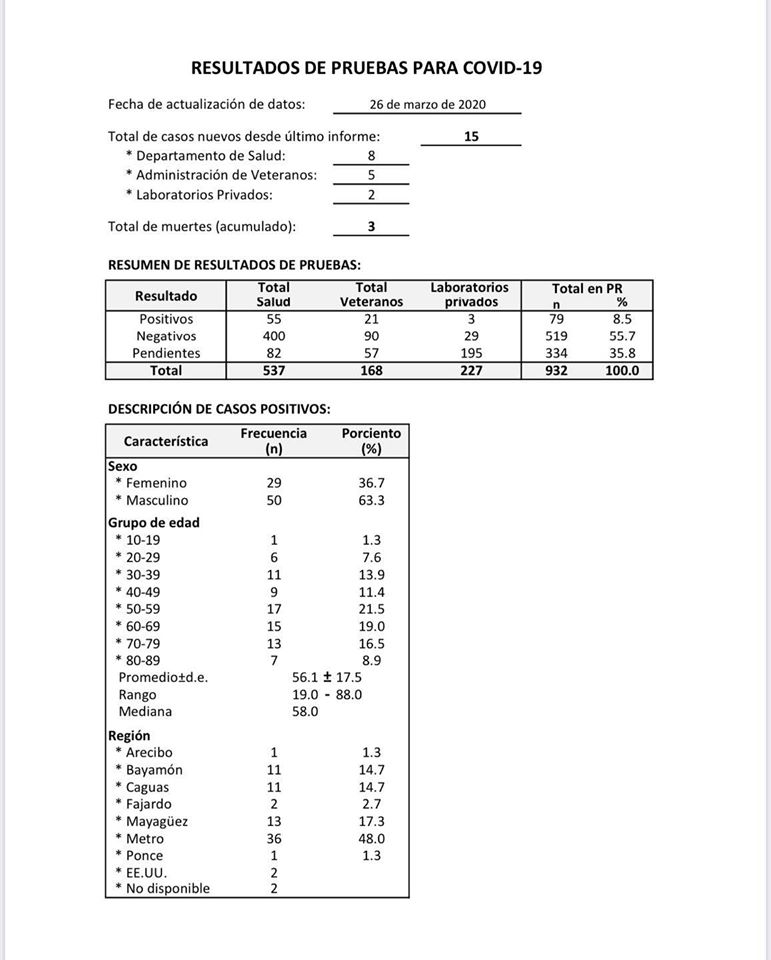 RESULTADOS DE PRUEBAS PARA COVID-19
Fecha de actualización de datos: 26 de marzo de 2020
Total de casos nuevos desde último informe: 15
* Departamento de Salud: 8
* Administración de Veteranos: 5
* Laboratorios Privados: 2
Total de muertes (acumulado): 3
RESUMEN DE RESULTADOS DE PRUEBAS:
Resultado Total Salud Total Veteranos Laboratorios privados Total en PR n %
Positivos 55 21 3 79 8.5
Negativos 400 90 29 519 55.7
Pendientes 82 57 195 334 35.8
Total 537 168 227 932 100.0
DESCRIPCIÓN DE CASOS POSITIVOS:
Característica Frecuencia (n) Porciento (%)
Sexo
* Femenino 29 36.7
* Masculino 50 63.3
Grupo de edad
* 10-19 1 1.3
* 20-29 6 7.6
* 30-39 11 13.9
* 40-49 9 11.4
* 50-59 17 21.5
* 60-69 15 19.0
* 70-79 13 16.5
* 80-89 7 8.9
Promedio±d.e. 56.1 ± 17.5
Rango 19.0 - 88.0
Mediana 58.0
Región
* Arecibo 1 1.3
* Bayamón 11 14.7
* Caguas 11 14.7
* Fajardo 2 2.7
* Mayagüez 13 17.3
* Metro 36 48.0
* Ponce 1 1.3
* EE.UU. 2
* No disponible 2